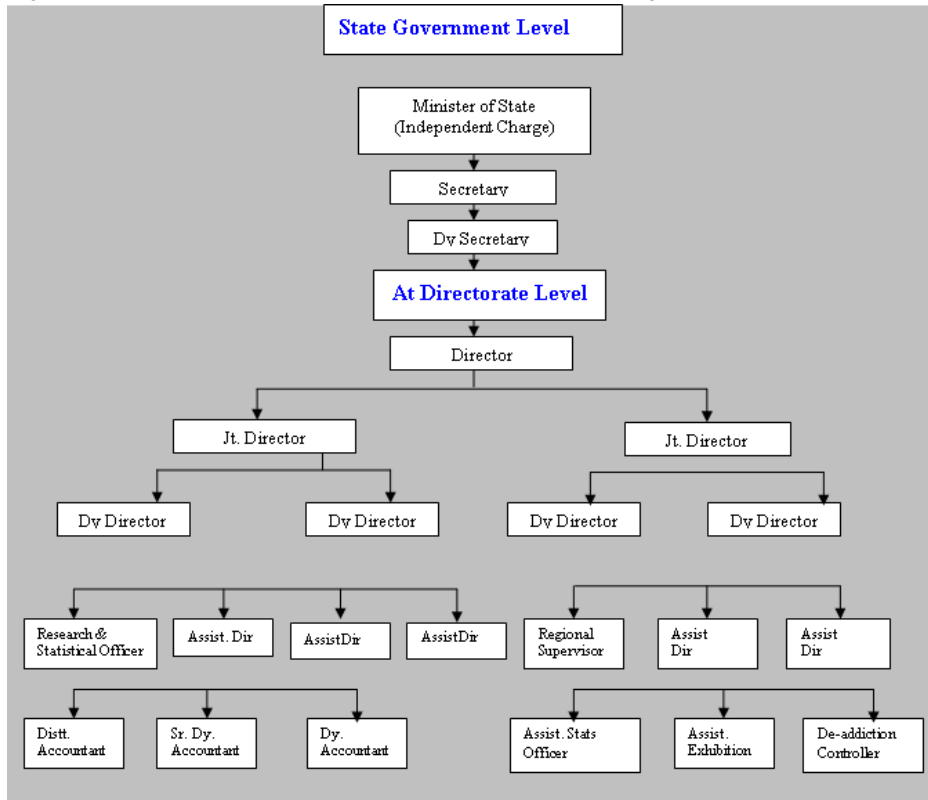 State Government Level
Minister of State
(Independent Charge)
Secretary
Dy Secretary
At Directorate Level
Director
Jt. Director
Jt. Director
Dy Director
Dy Director
Dy Director
Dy Director
Research &
Statistical Officer
Assist. Dir
AssistDir
AssistDir
Regional
Supervisor
Assist
Dir
Assist
Dir
Distt.
Accountant
Sr. Dy.
Accountant
Dy.
Accountant
Assist. Stats
Officer
Assist.
Exhibition
De-addiction
Controller